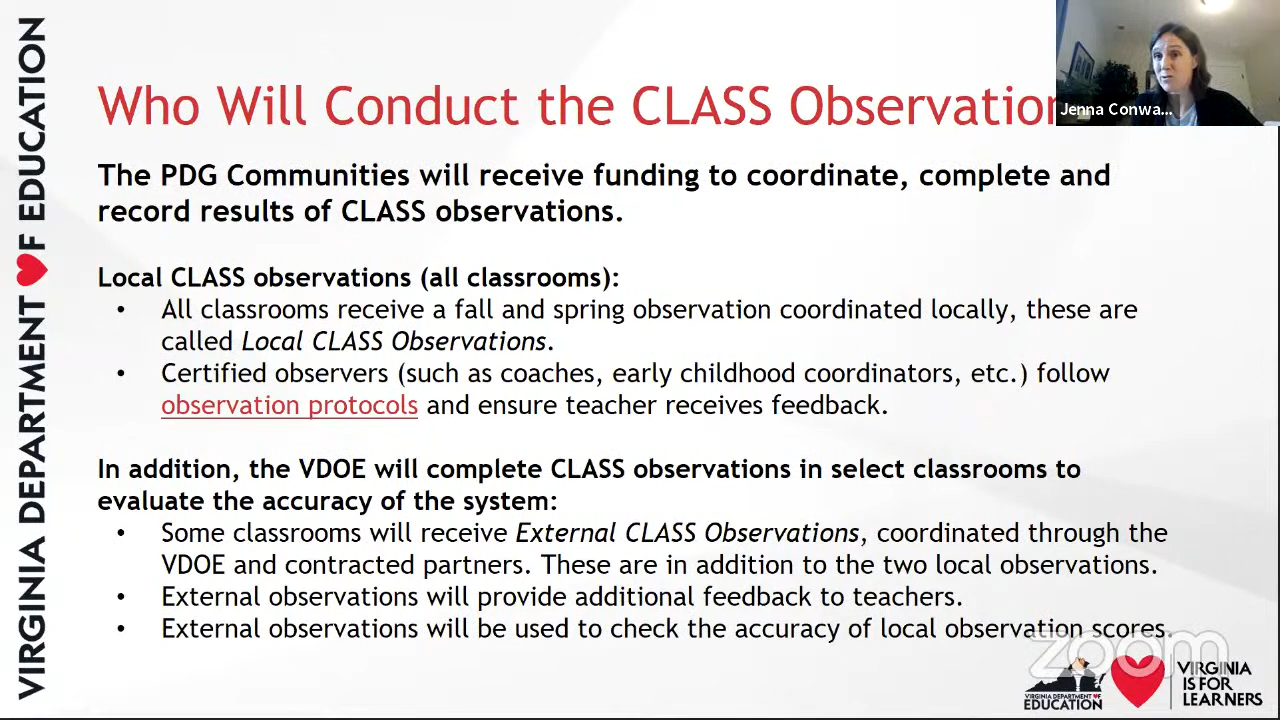 VIRGINIA DEPARTMENT OF EDUCATION
Who Will Conduct the CLASS Observation
Jenna Conwa...
The PDG Communities will receive funding to coordinate, complete and
record results of CLASS observations.
Local CLASS observations (all classrooms):
• All classrooms receive a fall and spring observation coordinated locally, these are
called Local CLASS Observations.
• Certified observers (such as coaches, early childhood coordinators, etc.) follow
observation protocols and ensure teacher receives feedback.
In addition, the VDOE will complete CLASS observations in select classrooms to
evaluate the accuracy of the system:
• Some classrooms will receive External CLASS Observations, coordinated through the
VDOE and contracted partners. These are in addition to the two local observations.
• External observations will provide additional feedback to teachers.
• External observations will be used to check the accuracy of local observation scores.
zoom
VIRGINIA DEPARTMENT OF
EDUCATION
VIRGINIA
IS FOR
LEARNERS